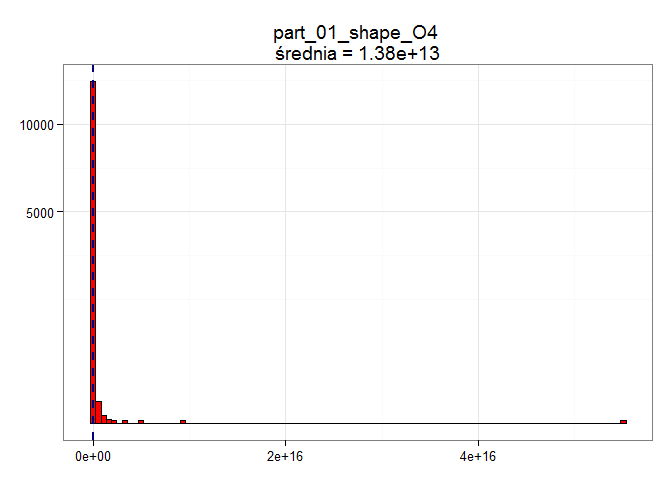 part_01_shape_O4
średnia = 1.38e+13
10000
5000
0e+00
2e+16
4e+16